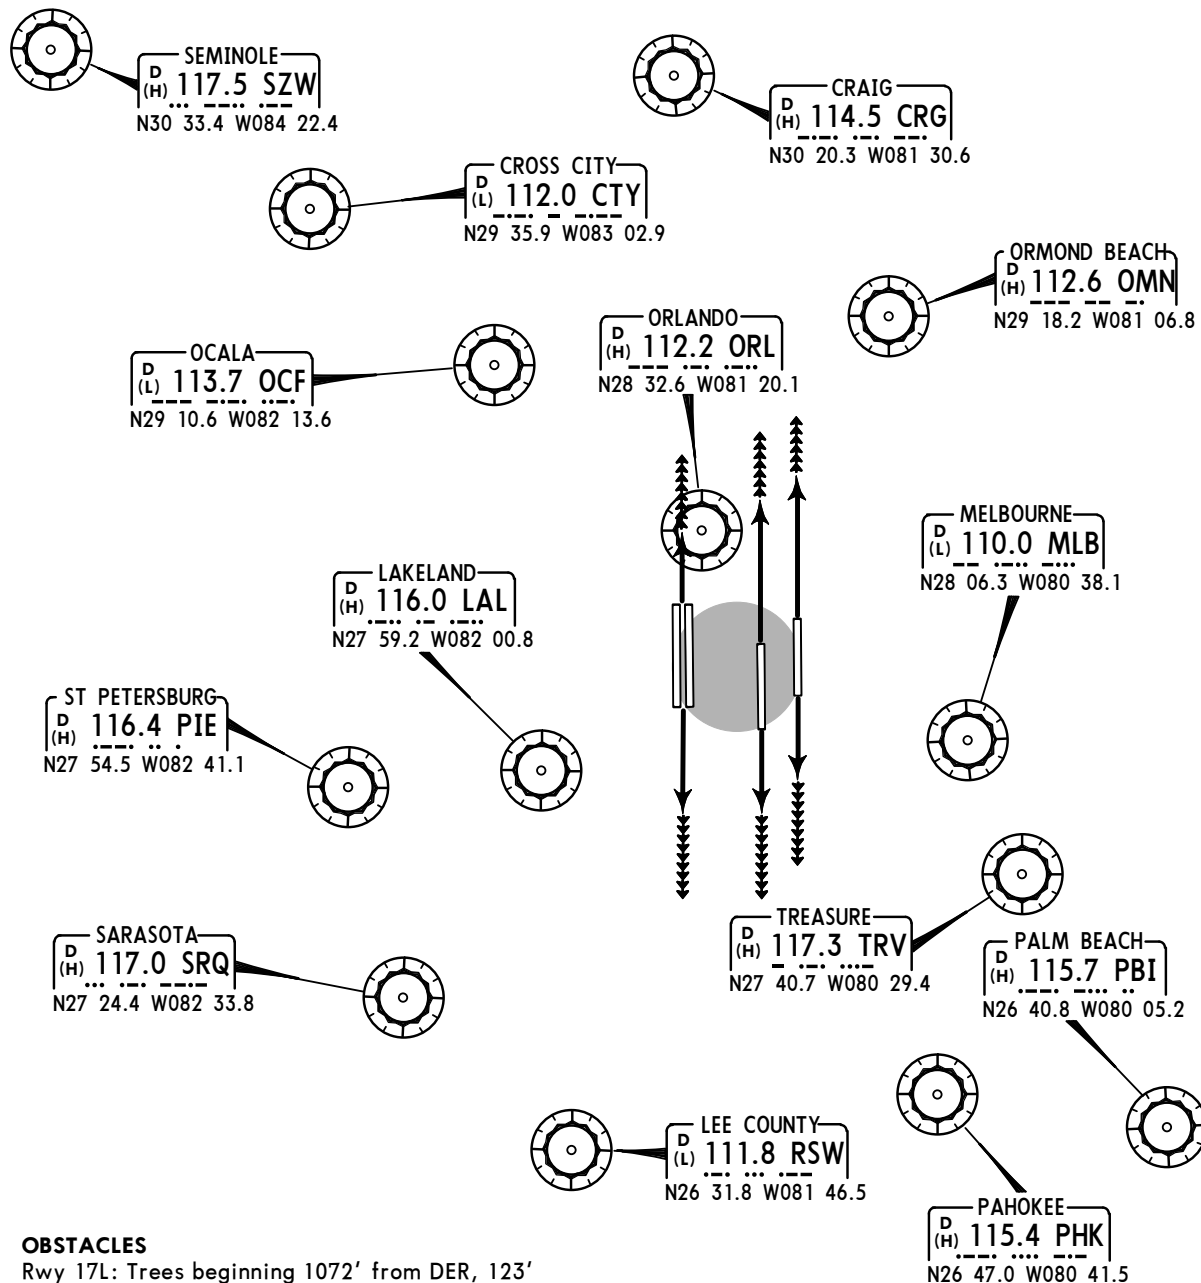 SEMINOLE
D
(H) 117.5 SZW
N30 33.4 W084 22.4
CRAIG
D
(H) 114.5 CRG
N30 20.3 W081 30.6
CROSS CITY
D
(L) 112.0 CTY
N29 35.9 W083 02.9
ORMOND BEACH
D
(H) 112.6 OMN
N29 18.2 W081 06.8
ORLANDO
D
(H) 112.2 ORL
N28 32.6 W081 20.1
OCALA
D
(L) 113.7 OCF
N29 10.6 W082 13.6
MELBOURNE
D
(L) 110.0 MLB
N28 06.3 W080 38.1
LAKELAND
D
(H) 116.0 LAL
N27 59.2 W082 00.8
ST PETERSBURG
D
(H) 116.4 PIE
N27 54.5 W082 41.1
TREASURE
D
(H) 117.3 TRV
N27 40.7 W080 29.4
SARASOTA
D
(H) 117.0 SRQ
N27 24.4 W082 33.8
PALM BEACH
D
(H) 115.7 PBI
N26 40.8 W080 05.2
LEE COUNTY
D
(L) 111.8 RSW
N26 31.8 W081 46.5
PAHOKEE
D
(H) 115.4 PHK
N26 47.0 W080 41.5
OBSTACLES
Rwy 17L: Trees beginning 1072' from DER, 123'